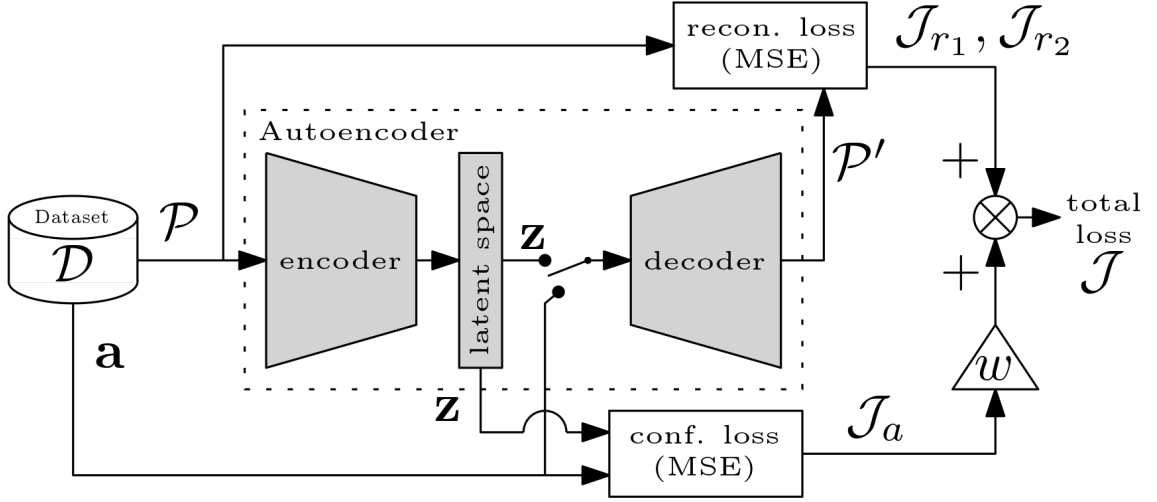 recon. loss
(MSE)
𝒥r₁, 𝒥r₂
Autoencoder
𝒫′
Dataset
𝒟
𝒫
encoder
latent space
z
decoder
+
total
loss
𝒥
+
a
z
w
conf. loss
(MSE)
𝒥a